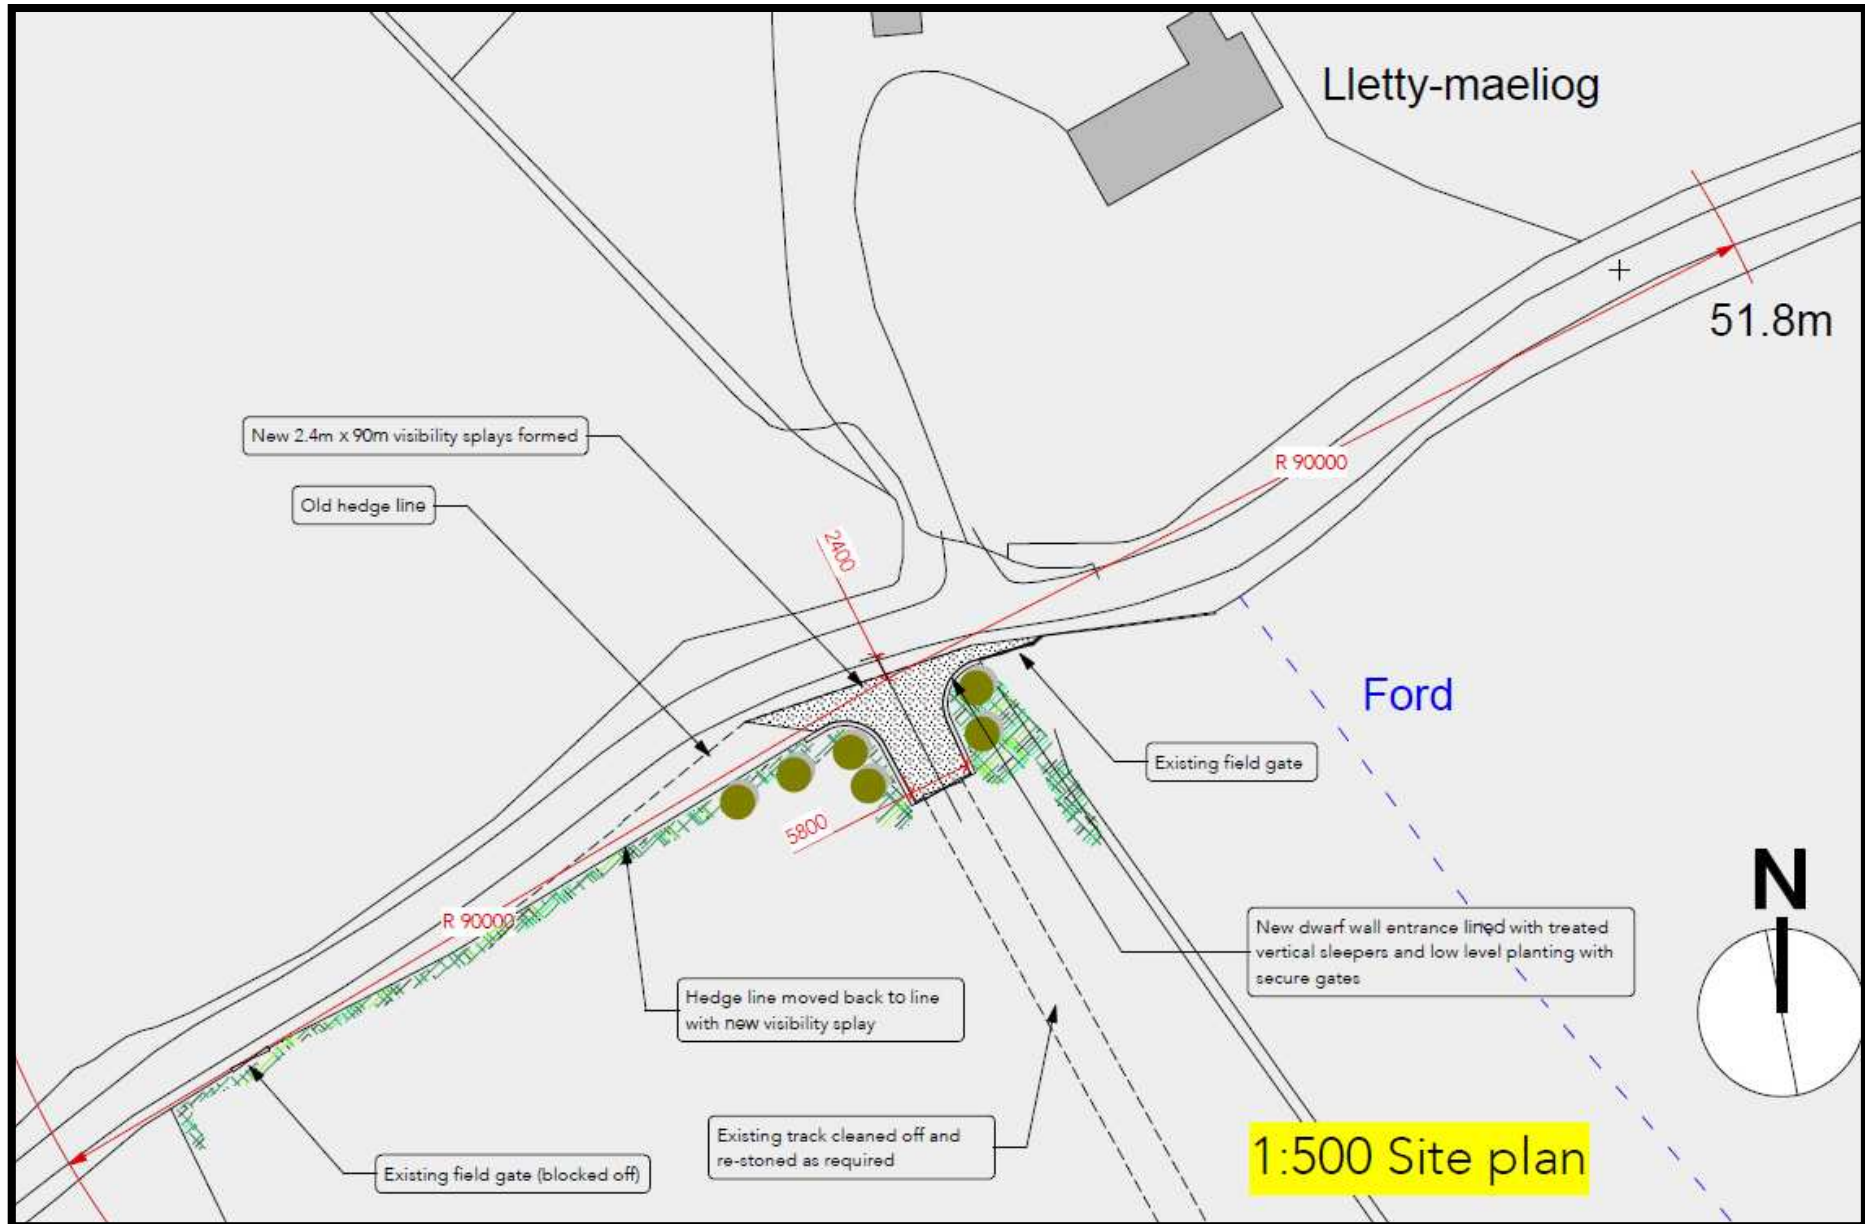 Lletty-maeliog
51.8m
New 2.4m x 90m visibility splays formed
R 90000
Old hedge line
2400
Ford
Existing field gate
5800
N
R 90000
New dwarf wall entrance lined with treated
vertical sleepers and low level planting with
secure gates
Hedge line moved back to line
with new visibility splay
Existing track cleaned off and
re-stoned as required
1:500 Site plan
Existing field gate (blocked off)